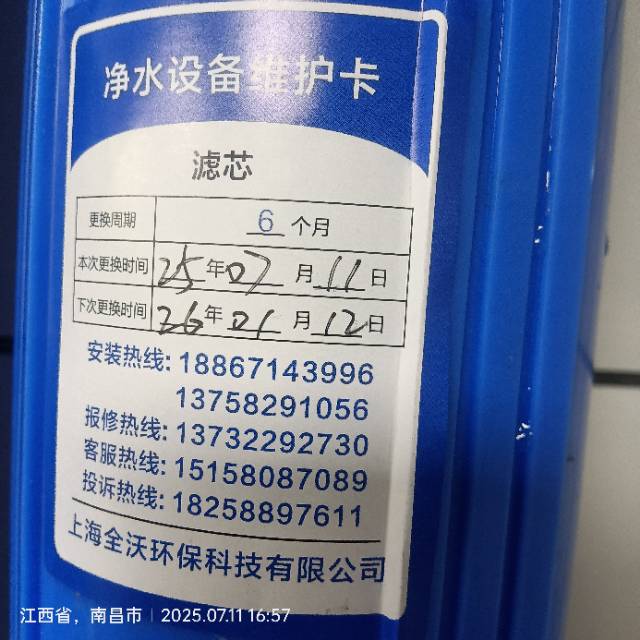 净水设备维护卡
滤芯
更换周期 6 个月
本次更换时间 25年07月11日
下次更换时间 26年01月12日
安装热线: 18867143996
13758291056
报修热线: 13732292730
客服热线: 15158087089
投诉热线: 18258897611
上海全沃环保科技有限公司
江西省，南昌市 | 2025.07.11 16:57